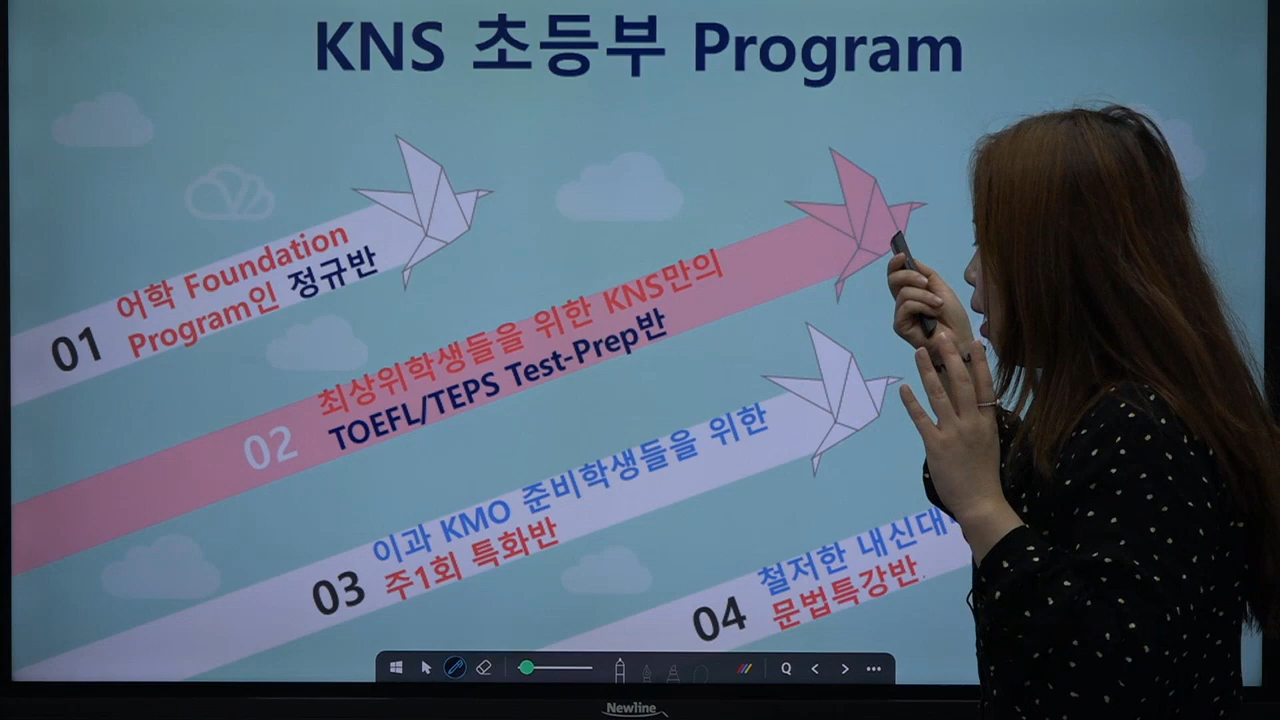 KNS 초등부 Program
01
어학 Foundation
Program인 정규반
02
최상위학생들을 위한 KNS만의
TOEFL/TEPS Test-Prep반
03
이과 KMO 준비학생들을 위한
주1회 특화반
04
철저한 내신대
문법특강반.
Newline